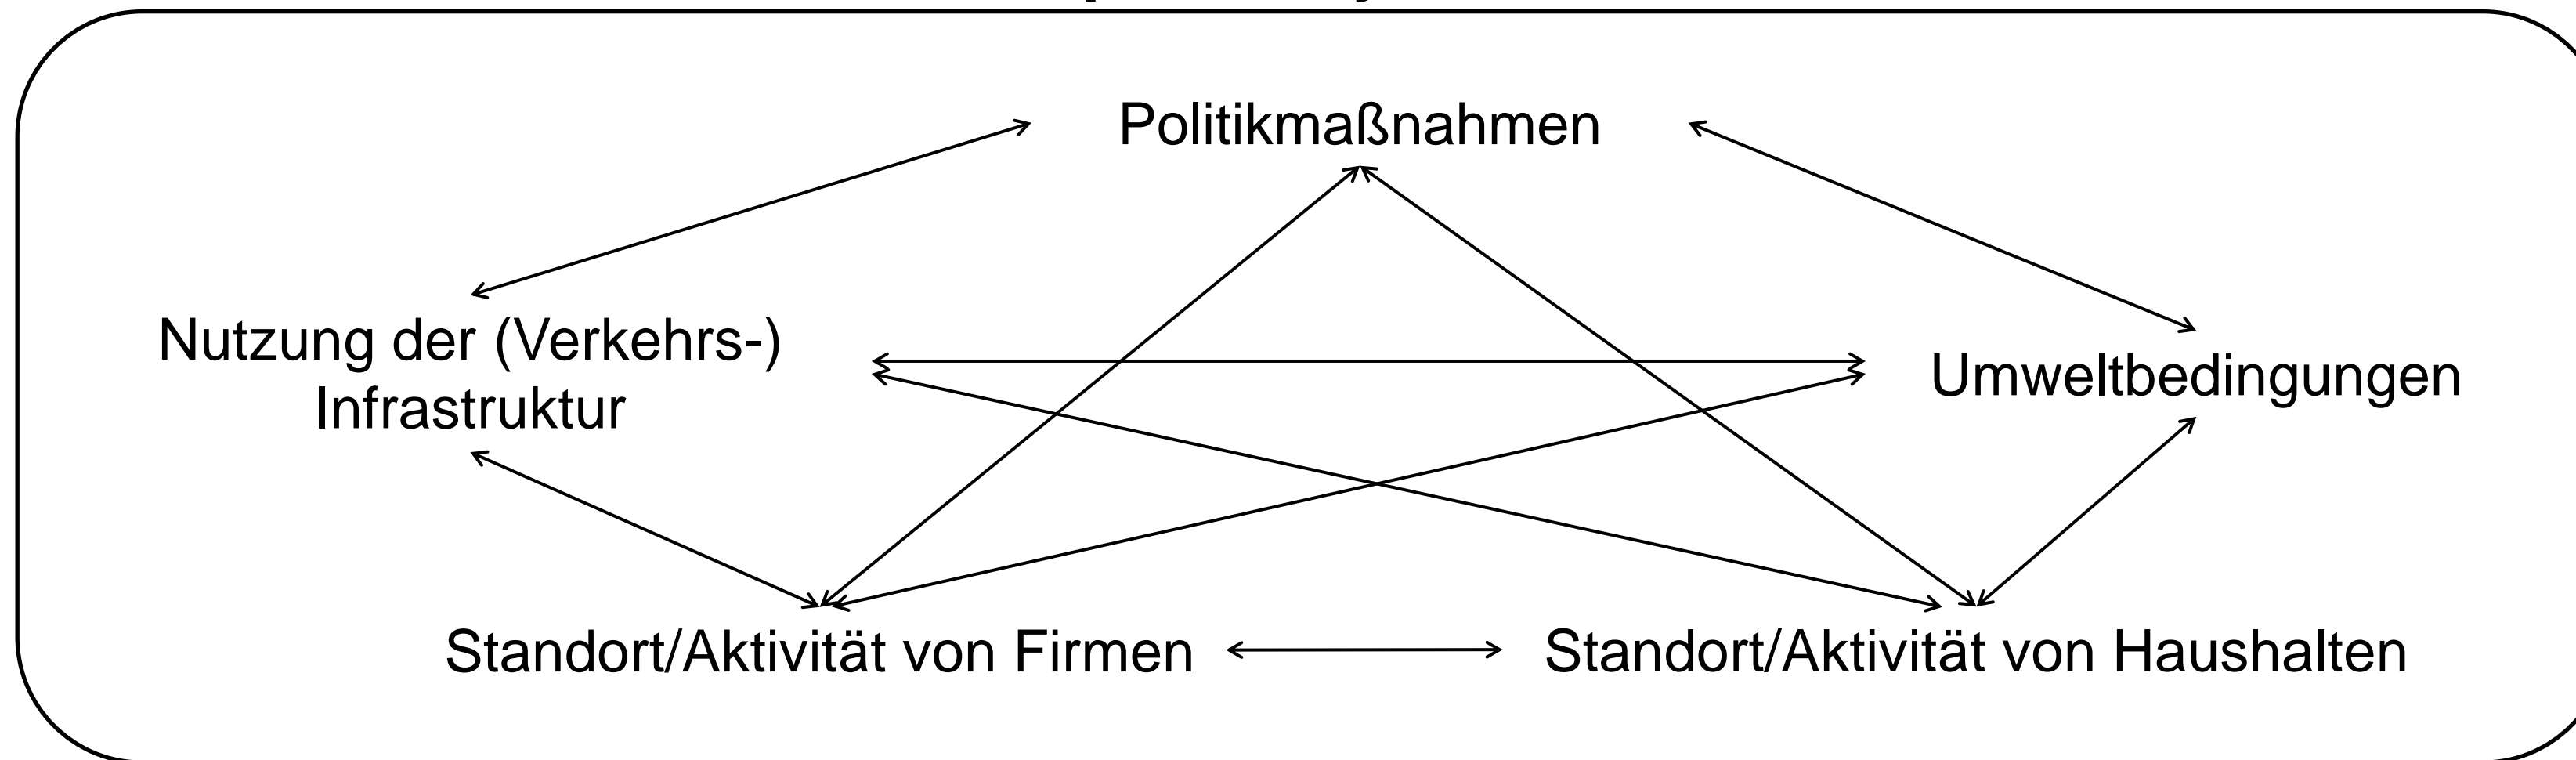 Politikmaßnahmen
Nutzung der (Verkehrs-)
Infrastruktur
Umweltbedingungen
Standort/Aktivität von Firmen
Standort/Aktivität von Haushalten